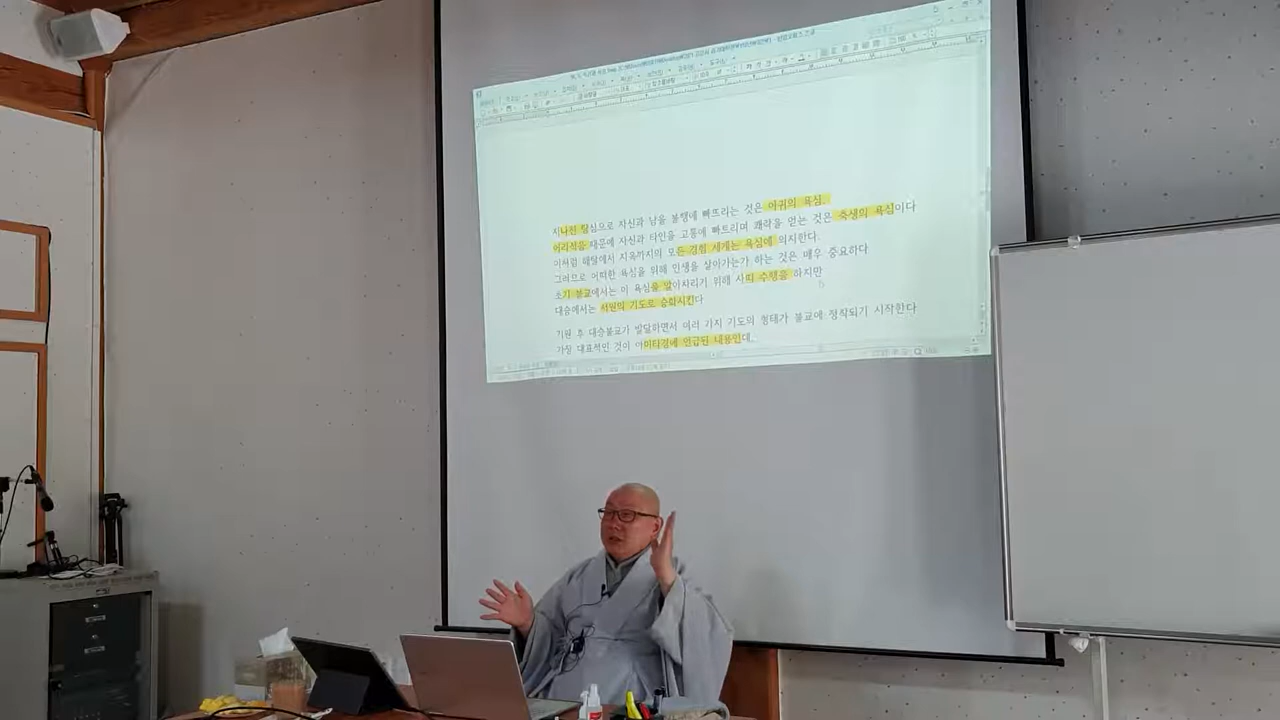 지나친 탐심으로 자신과 남을 불행에 빠뜨리는 것은 아귀의 욕심,
어리석음 때문에 자신과 타인을 고통에 빠트리며 쾌락을 얻는 것은 축생의 욕심이다
이처럼 해탈에서 지옥까지의 모든 경험 세계는 욕심에 의지한다.
그러므로 어떠한 욕심을 위해 인생을 살아가는가 하는 것은 매우 중요하다
초기 불교에서는 이 욕심을 알아차리기 위해 사띠 수행을 하지만
대승에서는 서원의 기도로 승화시킨다
기원 후 대승불교가 발달하면서 여러 가지 기도의 형태가 불교에 정착되기 시작한다
가장 대표적인 것이 아미타경에 언급된 내용인데,